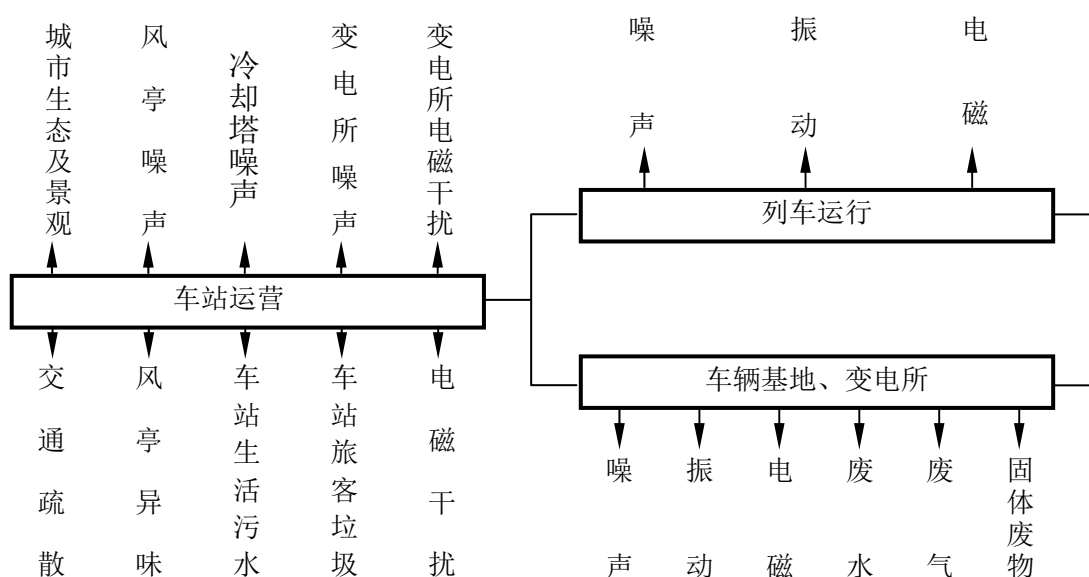 城市生态及景观
风亭噪声
冷却塔噪声
变电所噪声
变电所电磁干扰
车站运营
交通疏散
风亭异味
车站生活污水
车站旅客垃圾
电磁干扰
噪声
振动
电磁
列车运行
车辆基地、变电所
噪声
振动
电磁
废水
废气
固体废物